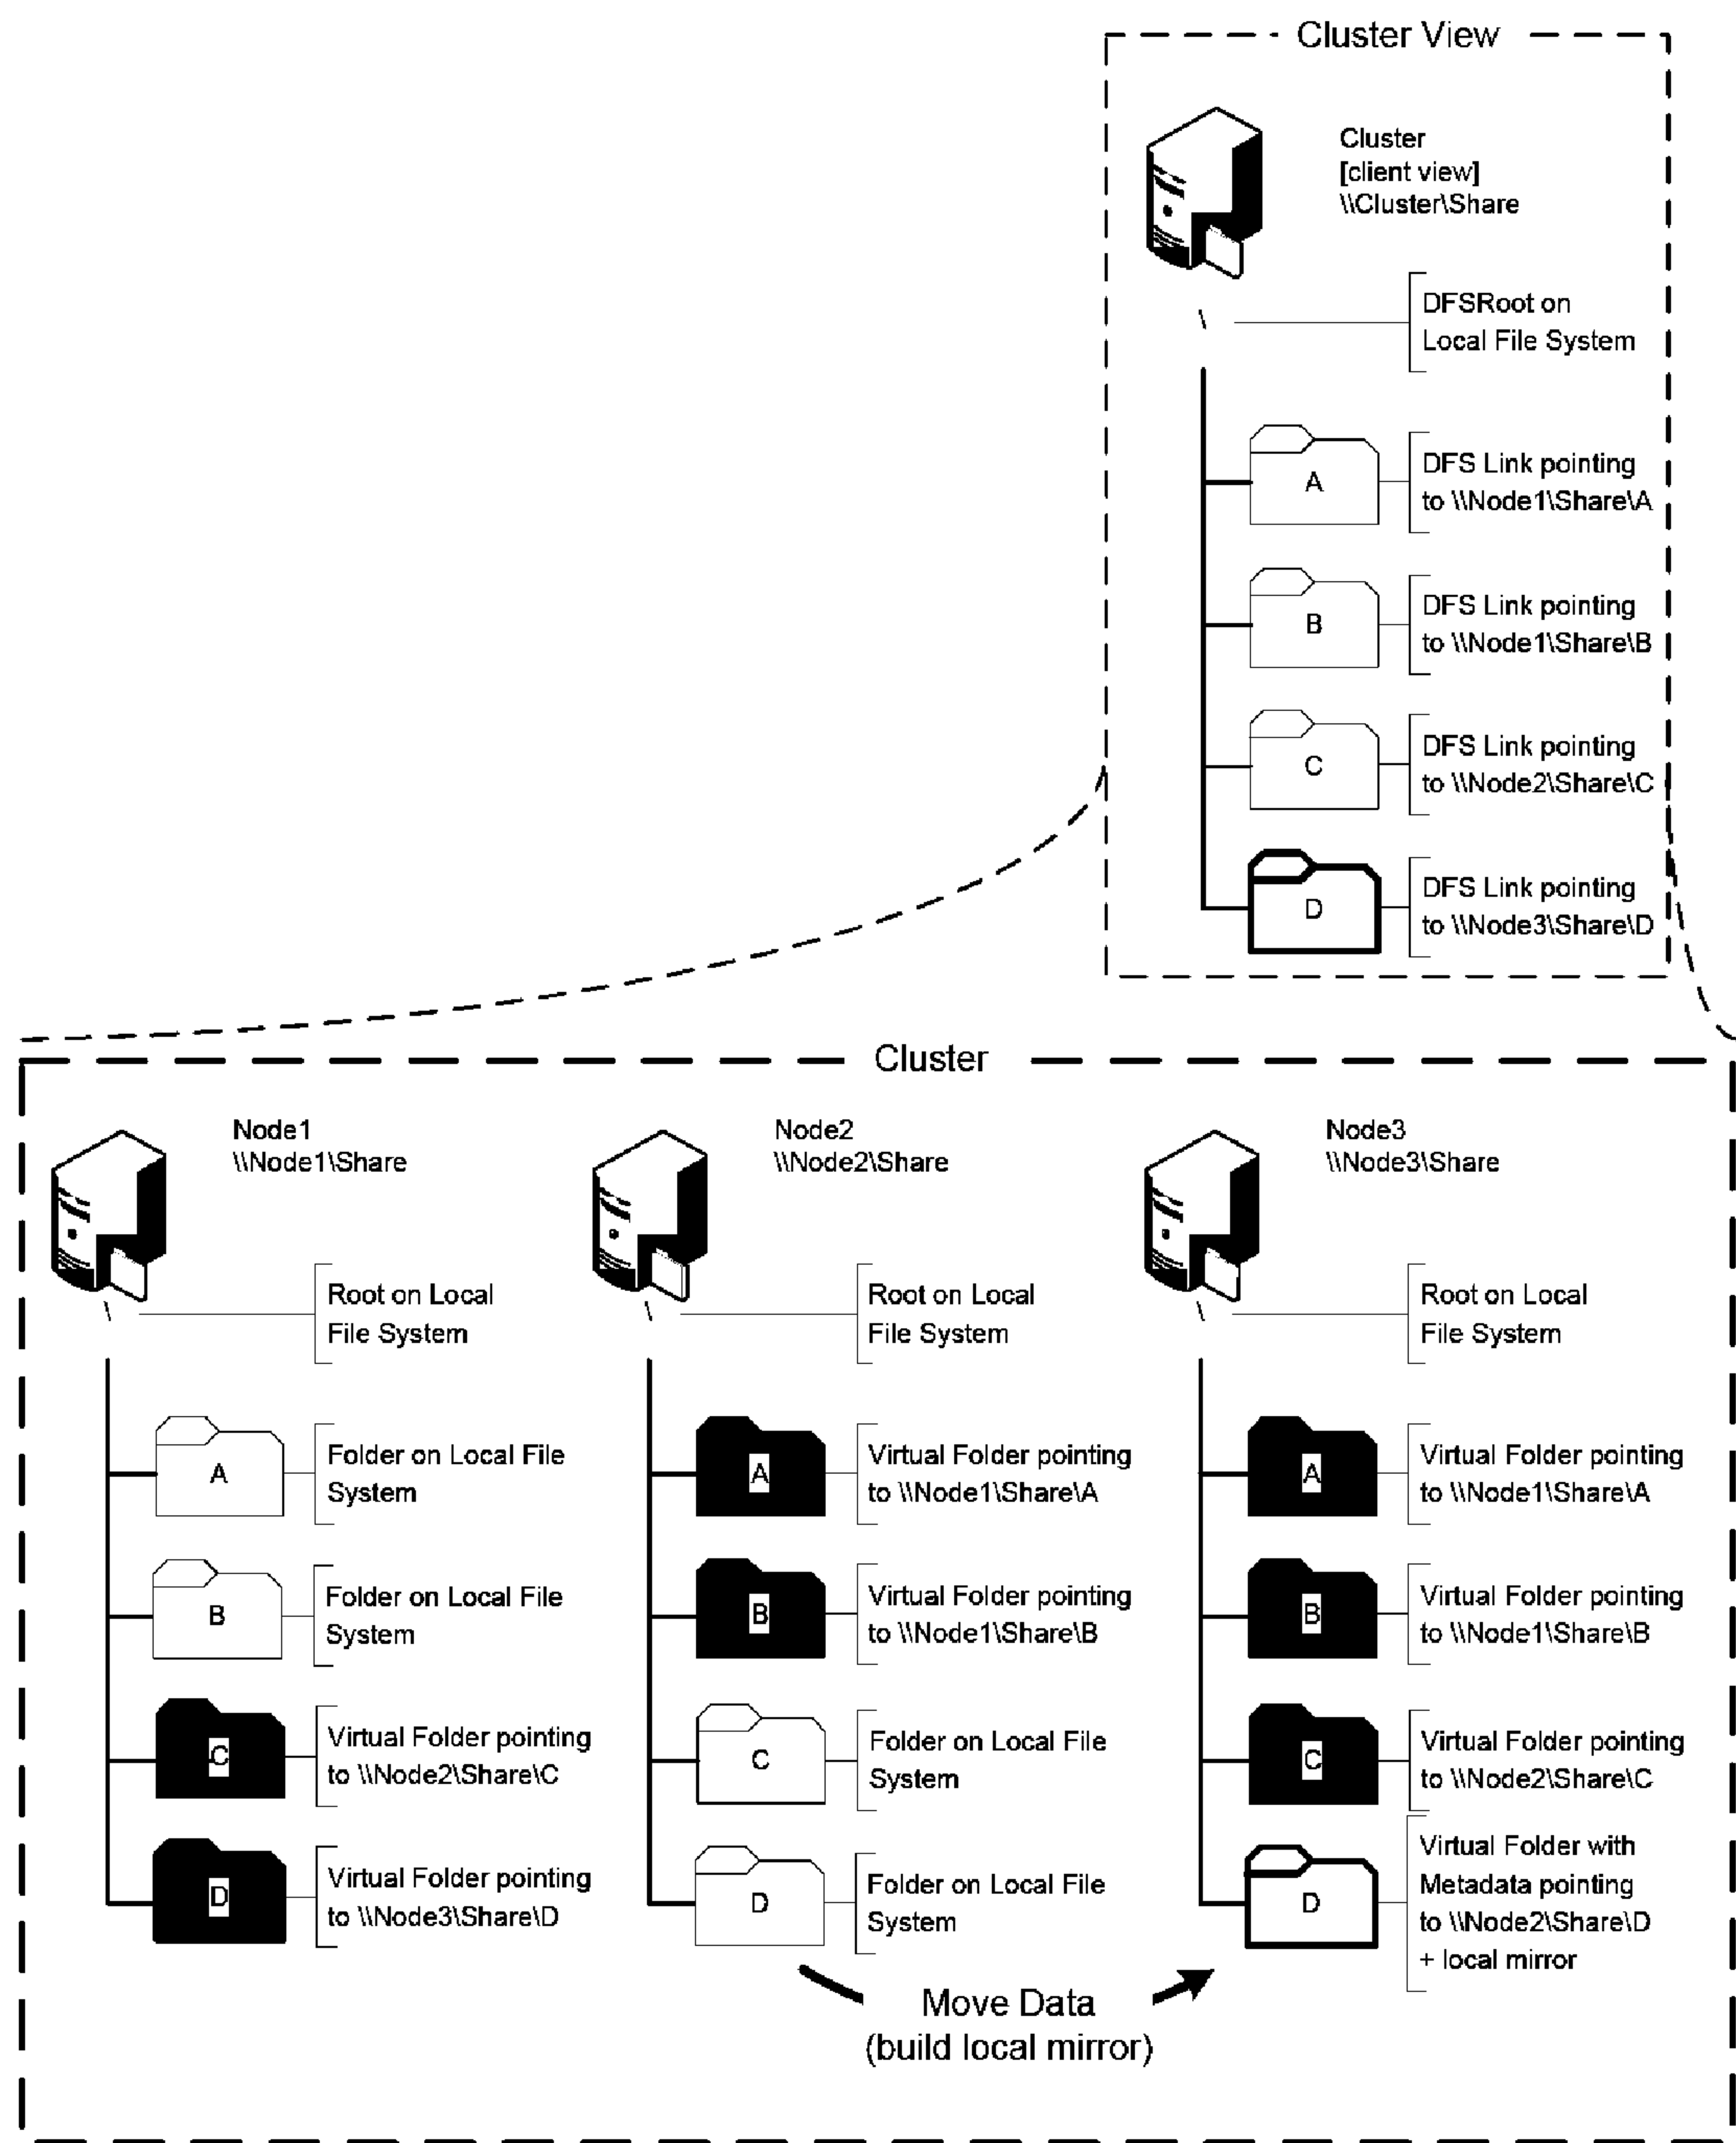 Cluster View
Cluster
[client view]
\\Cluster\Share
\
DFSRoot on
Local File System
A
DFS Link pointing
to \\Node1\Share\A
B
DFS Link pointing
to \\Node1\Share\B
C
DFS Link pointing
to \\Node2\Share\C
D
DFS Link pointing
to \\Node3\Share\D
Cluster
Node1
\\Node1\Share
\
Root on Local
File System
A
Folder on Local File
System
B
Folder on Local File
System
C
Virtual Folder pointing
to \\Node2\Share\C
D
Virtual Folder pointing
to \\Node3\Share\D
Node2
\\Node2\Share
\
Root on Local
File System
A
Virtual Folder pointing
to \\Node1\Share\A
B
Virtual Folder pointing
to \\Node1\Share\B
C
Folder on Local File
System
D
Folder on Local File
System
Node3
\\Node3\Share
\
Root on Local
File System
A
Virtual Folder pointing
to \\Node1\Share\A
B
Virtual Folder pointing
to \\Node1\Share\B
C
Virtual Folder pointing
to \\Node2\Share\C
D
Virtual Folder with
Metadata pointing
to \\Node2\Share\D
+ local mirror
Move Data
(build local mirror)